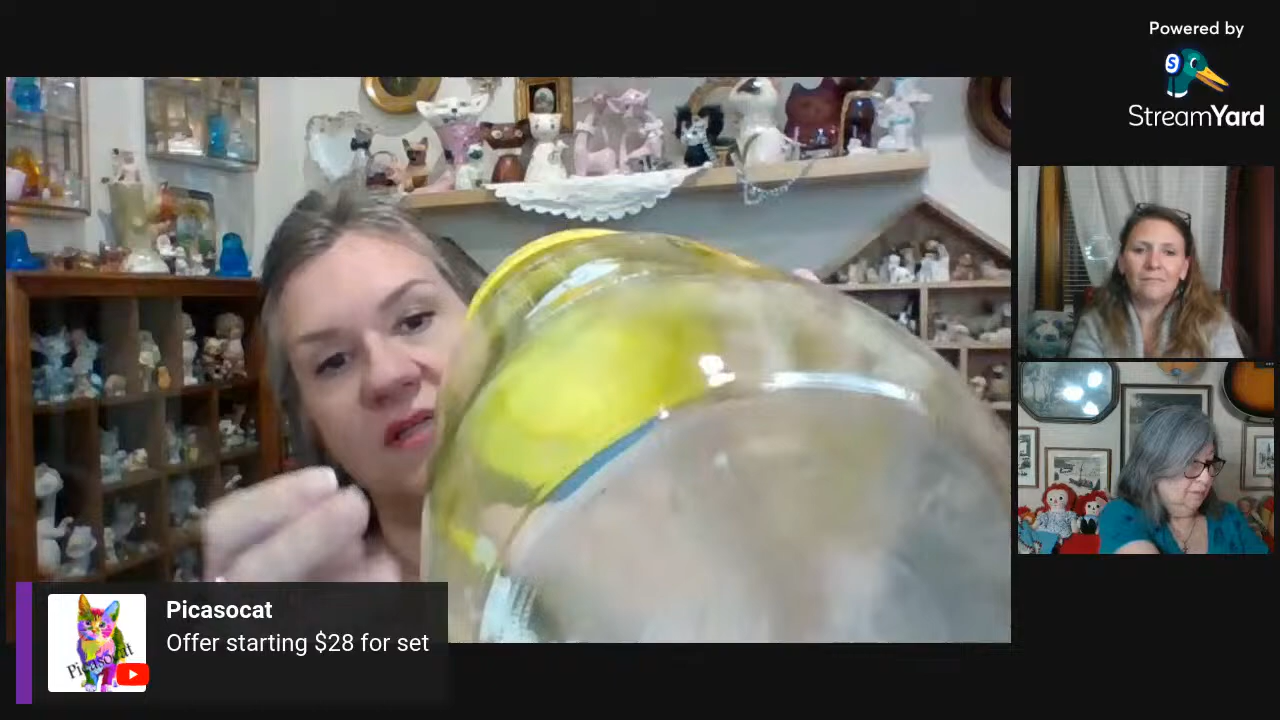 Powered by
S
StreamYard
Picasocat
Picasocat
Offer starting $28 for set